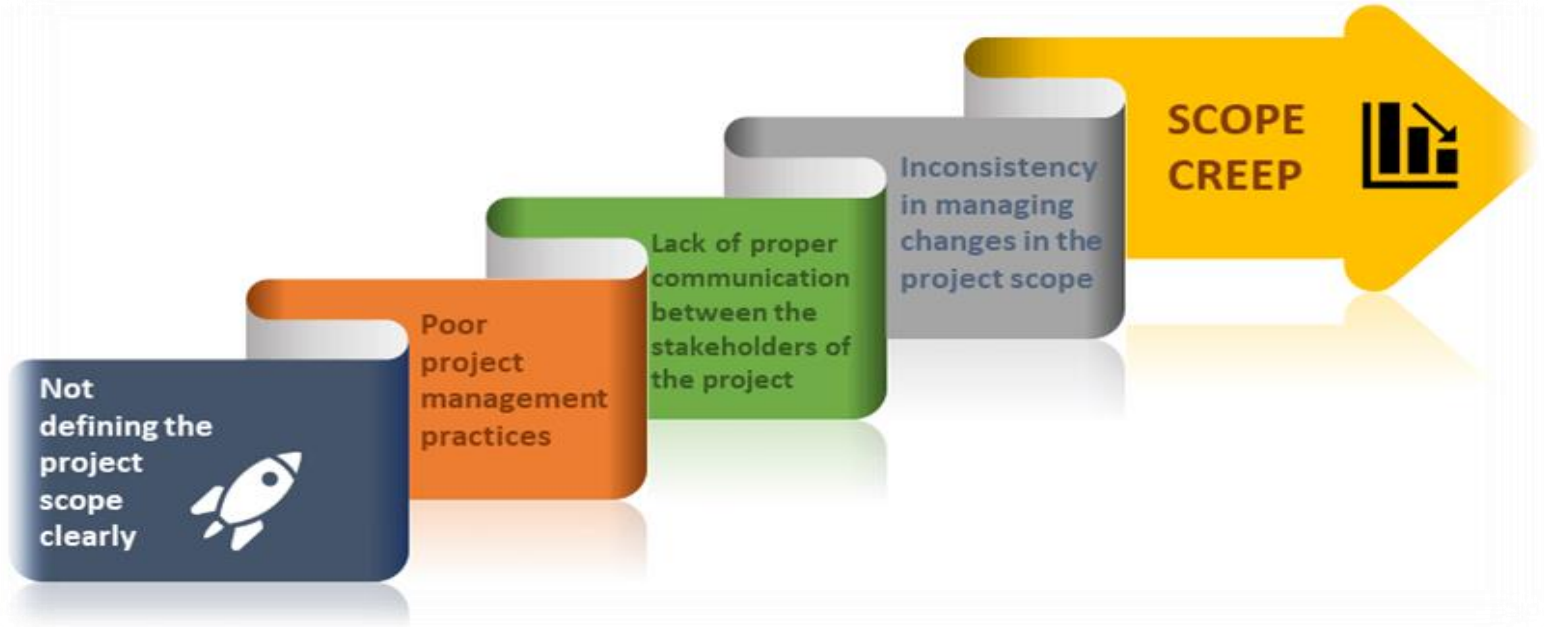 Not
defining the
project
scope
clearly
Poor
project
management
practices
Lack of proper
communication
between the
stakeholders of
the project
Inconsistency
in managing
changes in the
project scope
SCOPE
CREEP